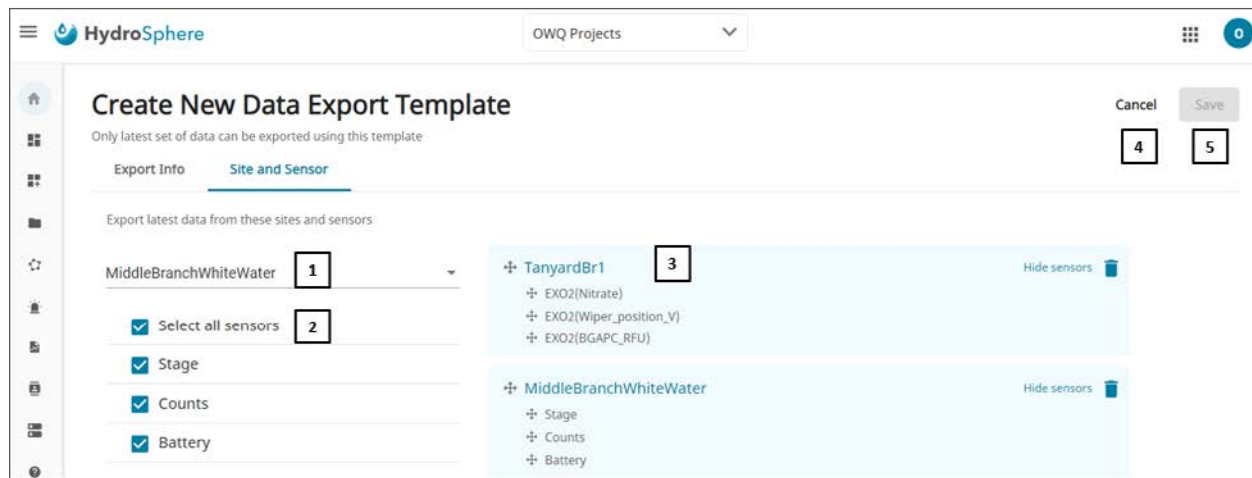 HydroSphere
OWQ Projects
O
Create New Data Export Template
Cancel
Save
Only latest set of data can be exported using this template
4
5
Export Info
Site and Sensor
Export latest data from these sites and sensors
MiddleBranchWhiteWater
1
Select all sensors
2
Stage
Counts
Battery
TanyardBr1
3
Hide sensors
EXO2(Nitrate)
EXO2(Wiper_position_V)
EXO2(BGAPC_RFU)
MiddleBranchWhiteWater
Hide sensors
Stage
Counts
Battery